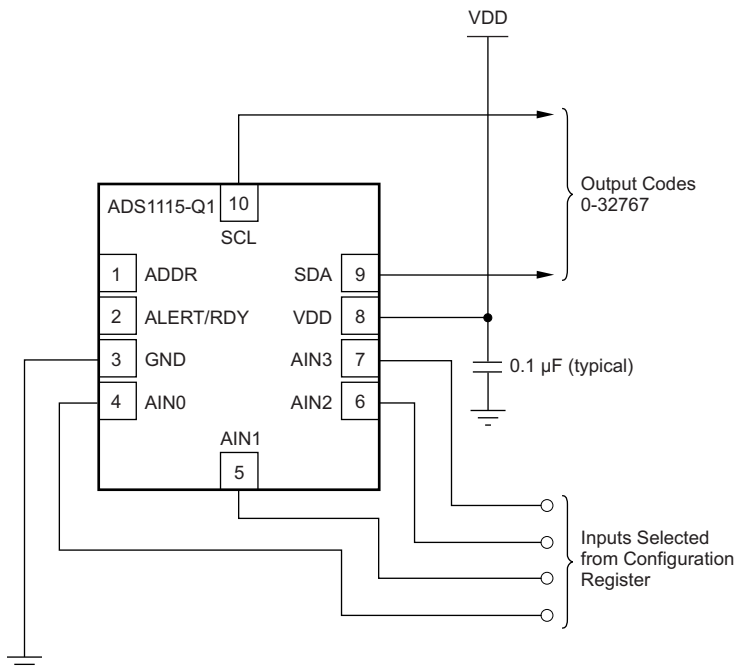 VDD
Output Codes
0-32767
ADS1115-Q1
10
SCL
1
ADDR
SDA
9
2
ALERT/RDY
VDD
8
3
GND
AIN3
7
0.1 µF (typical)
4
AIN0
AIN2
6
AIN1
5
Inputs Selected
from Configuration
Register